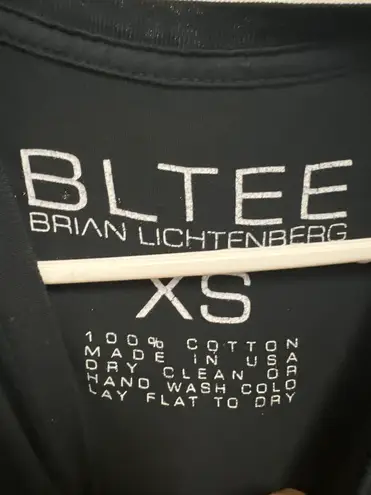 BLTEE
BRIAN LICHTENBERG
XS
100% COTTON
MADE IN USA
DRY CLEAN OR
HAND WASH COLD
LAY FLAT TO DRY